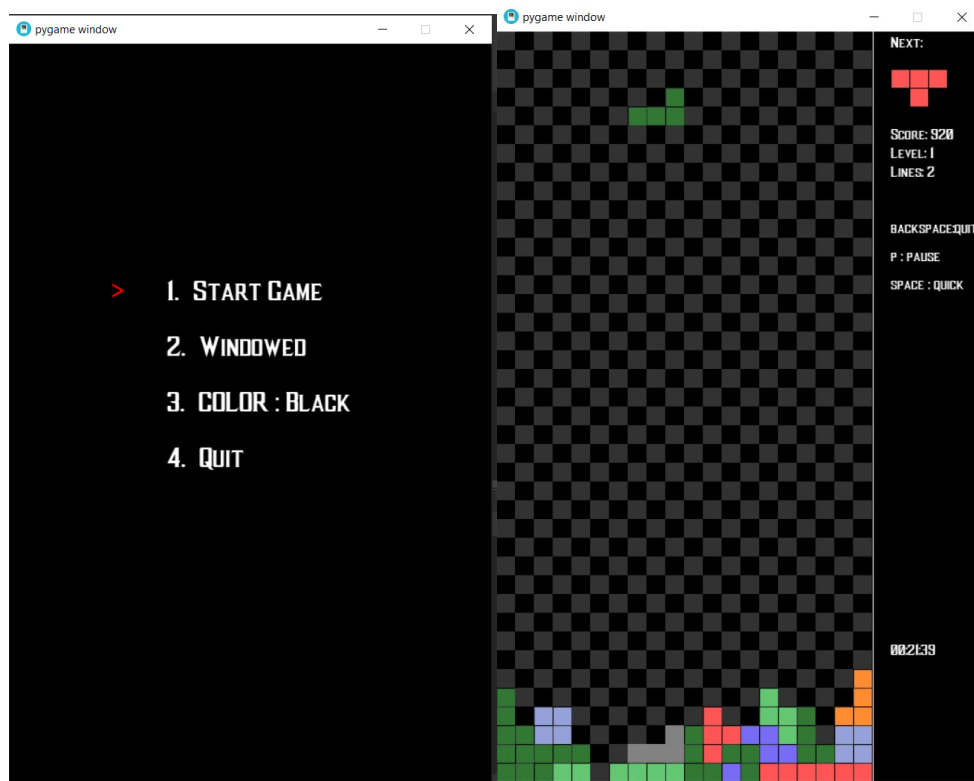 pygame window
>
1. Start Game
2. Windowed
3. COLOR : Black
4. Quit
pygame window
Next:
Score: 920
Level: 1
Lines: 2
BACKSPACE:QUIT
P : PAUSE
SPACE : QUICK
00:21:39